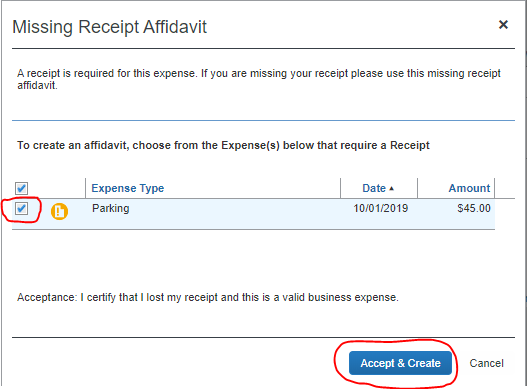 Missing Receipt Affidavit
A receipt is required for this expense. If you are missing your receipt please use this missing receipt
affidavit.
To create an affidavit, choose from the Expense(s) below that require a Receipt
Expense Type Date Amount
Parking 10/01/2019 $45.00
Acceptance: I certify that I lost my receipt and this is a valid business expense.
Accept & Create Cancel